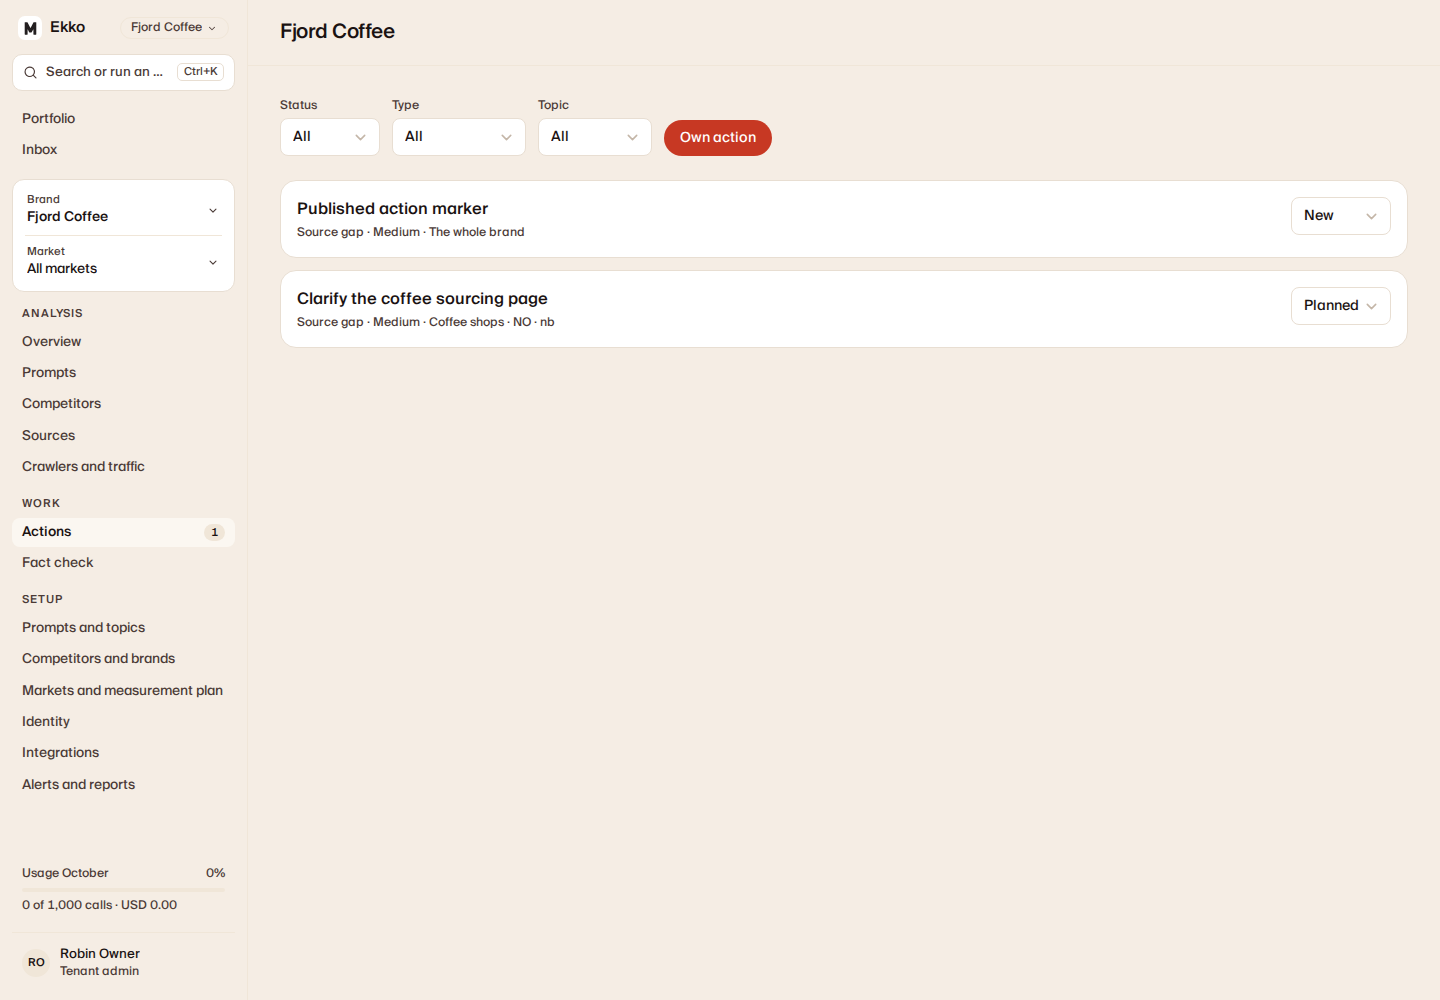 Ekko
Fjord Coffee
Search or run an ...
Ctrl+K
Portfolio
Inbox
Brand
Fjord Coffee
Market
All markets
ANALYSIS
Overview
Prompts
Competitors
Sources
Crawlers and traffic
WORK
Actions
1
Fact check
SETUP
Prompts and topics
Competitors and brands
Markets and measurement plan
Identity
Integrations
Alerts and reports
Usage October
0%
0 of 1,000 calls · USD 0.00
RO
Robin Owner
Tenant admin
Fjord Coffee
Status
Type
Topic
All
All
All
Own action
Published action marker
Source gap · Medium · The whole brand
New
Clarify the coffee sourcing page
Source gap · Medium · Coffee shops · NO · nb
Planned